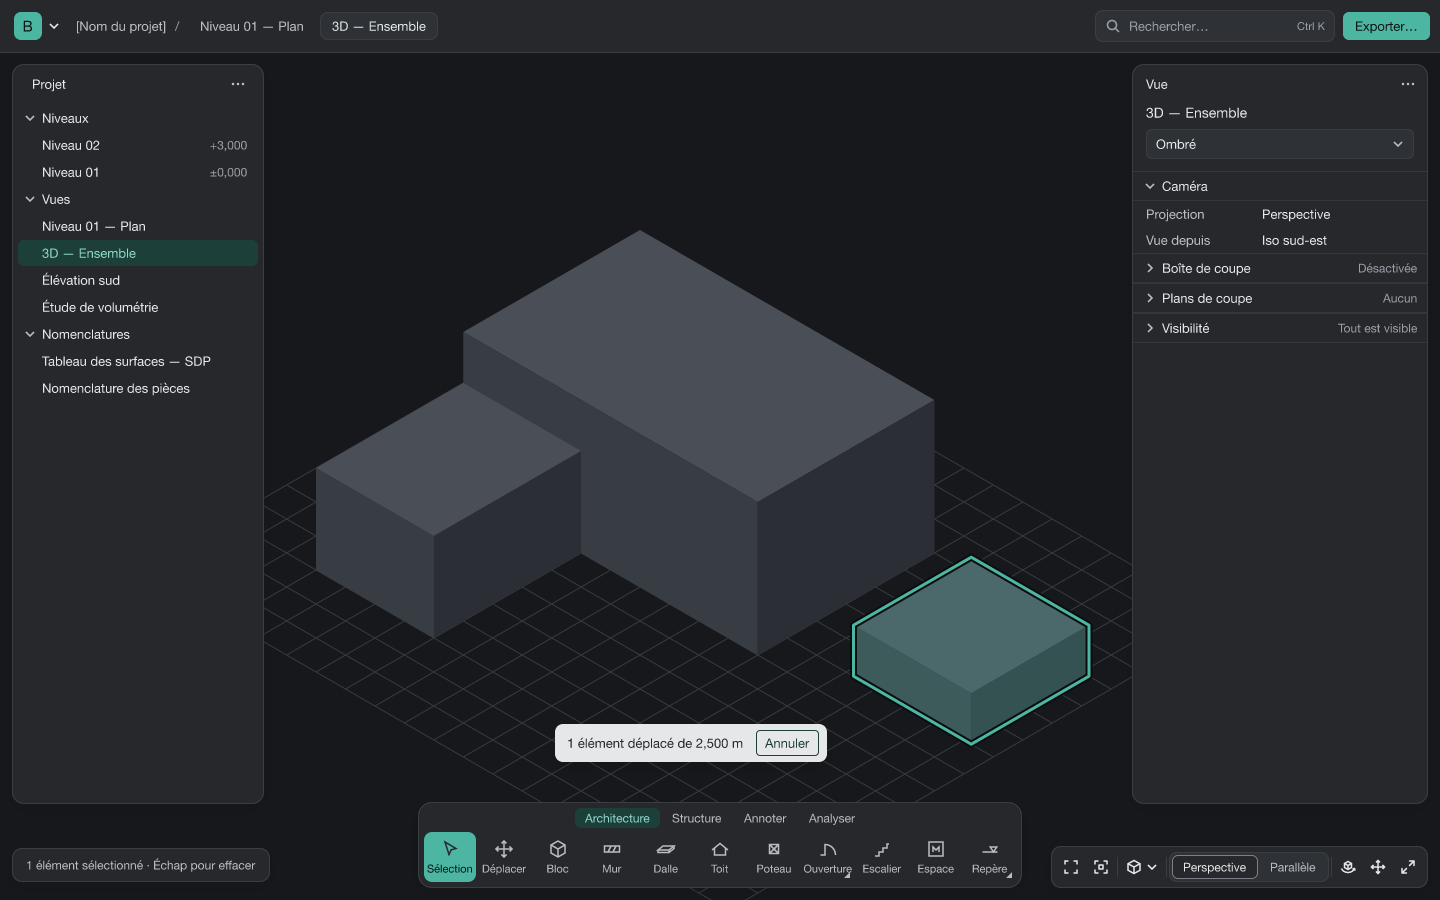 B
[Nom du projet] /
Niveau 01 — Plan
3D — Ensemble
Rechercher…
Ctrl K
Exporter…
Projet
Niveaux
Niveau 02 +3,000
Niveau 01 ±0,000
Vues
Niveau 01 — Plan
3D — Ensemble
Élévation sud
Étude de volumétrie
Nomenclatures
Tableau des surfaces — SDP
Nomenclature des pièces
Vue
3D — Ensemble
Ombré
Caméra
Projection Perspective
Vue depuis Iso sud-est
Boîte de coupe Désactivée
Plans de coupe Aucun
Visibilité Tout est visible
1 élément déplacé de 2,500 m Annuler
Architecture Structure Annoter Analyser
Sélection Déplacer Bloc Mur Dalle Toit Poteau Ouverture Escalier Espace Repère
1 élément sélectionné · Échap pour effacer
Perspective Parallèle